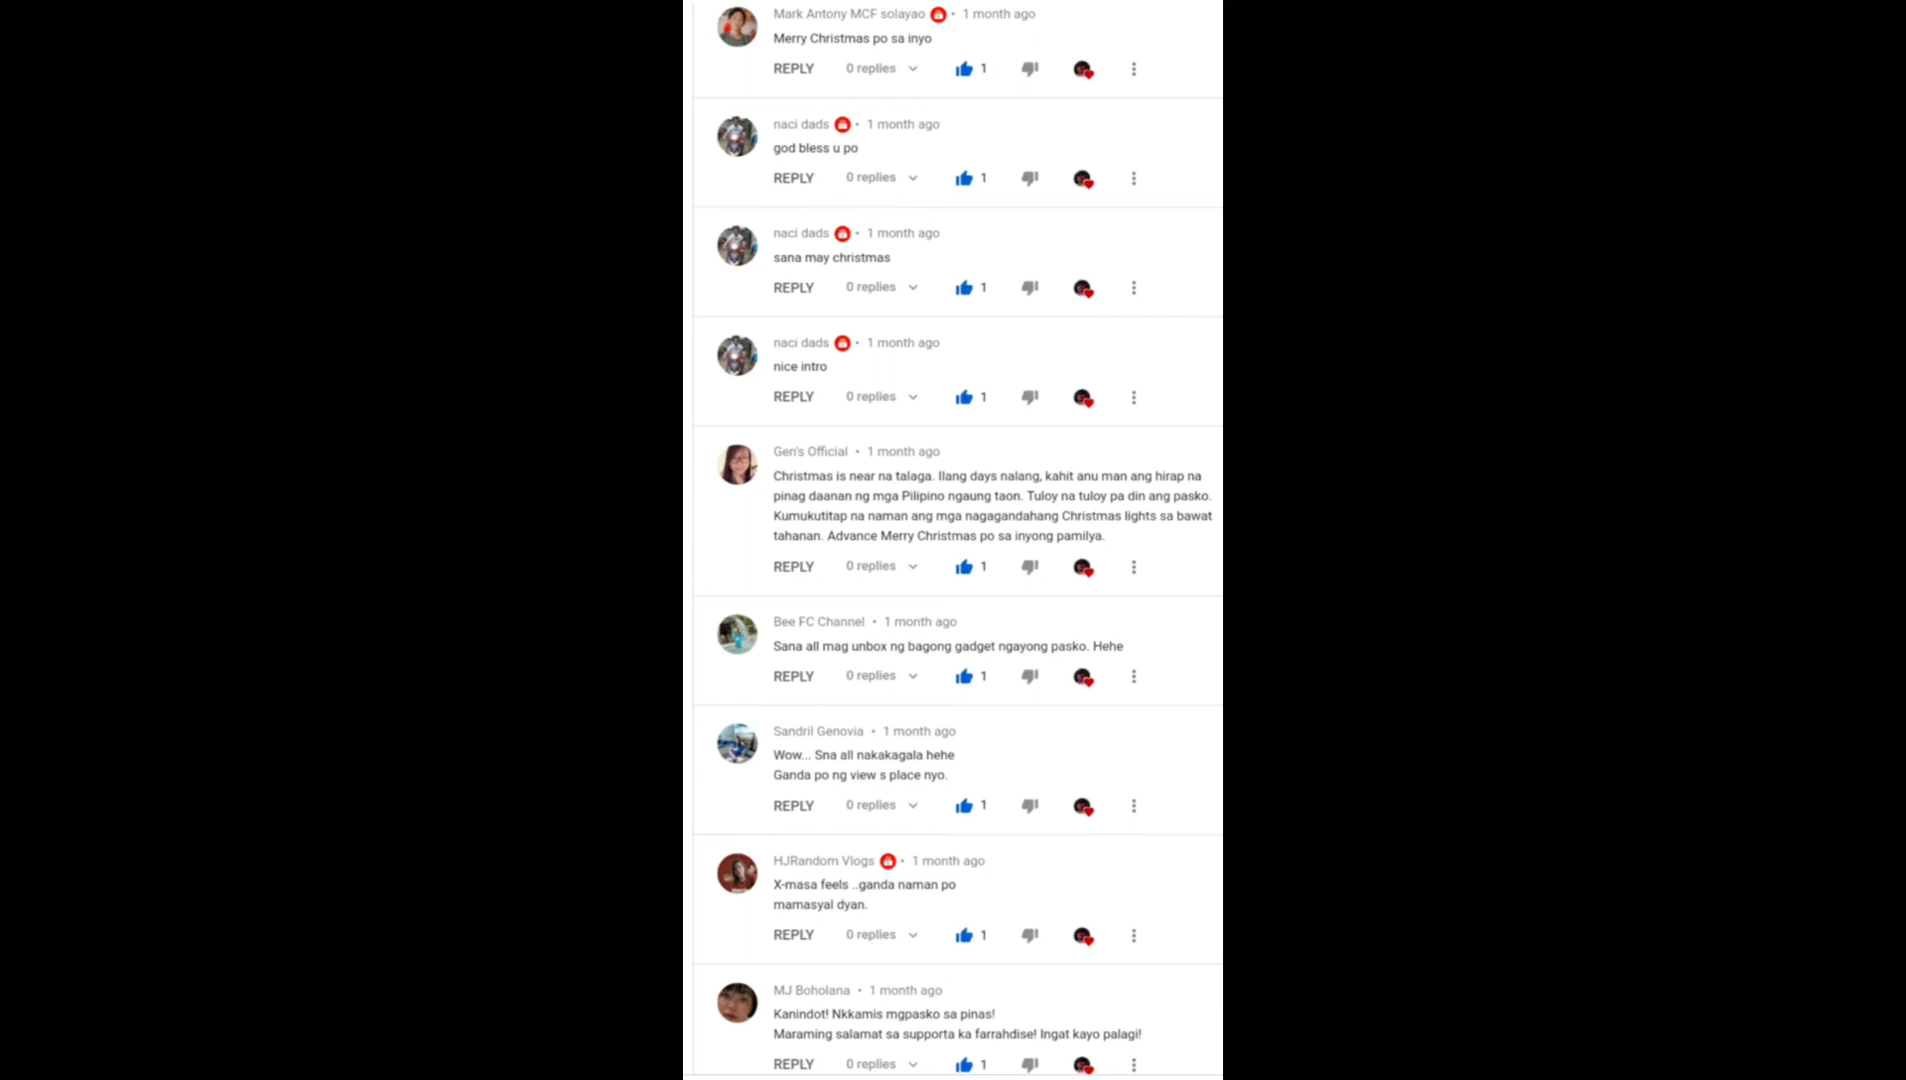 Mark Antony MCF solayao • 1 month ago
Merry Christmas po sa inyo
REPLY 0 replies 1
naci dads • 1 month ago
god bless u po
REPLY 0 replies 1
naci dads • 1 month ago
sana may christmas
REPLY 0 replies 1
naci dads • 1 month ago
nice intro
REPLY 0 replies 1
Gen's Official • 1 month ago
Christmas is near na talaga. Ilang days nalang, kahit anu man ang hirap na
pinag daanan ng mga Pilipino ngaung taon. Tuloy na tuloy pa din ang pasko.
Kumukutitap na naman ang mga nagagandahang Christmas lights sa bawat
tahanan. Advance Merry Christmas po sa inyong pamilya.
REPLY 0 replies 1
Bee FC Channel • 1 month ago
Sana all mag unbox ng bagong gadget ngayong pasko. Hehe
REPLY 0 replies 1
Sandril Genovia • 1 month ago
Wow... Sna all nakakagala hehe
Ganda po ng view s place nyo.
REPLY 0 replies 1
HJRandom Vlogs • 1 month ago
X-masa feels ..ganda naman po
mamasyal dyan.
REPLY 0 replies 1
MJ Boholana • 1 month ago
Kanindot! Nkkamis mgpasko sa pinas!
Maraming salamat sa supporta ka farrahdise! Ingat kayo palagi!
REPLY 0 replies 1